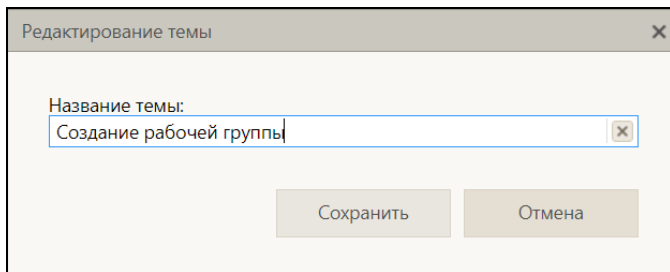 Редактирование темы
Название темы:
Создание рабочей группы
Сохранить Отмена